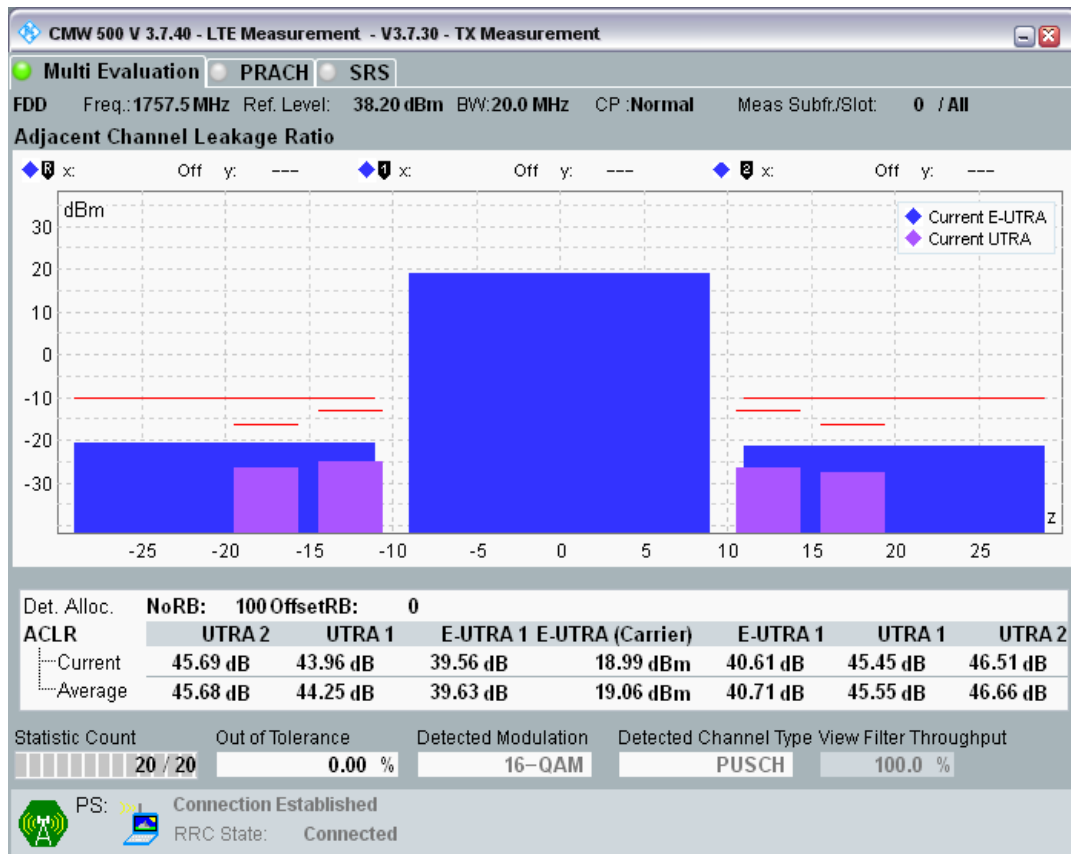 CMW 500 V 3.7.40 - LTE Measurement - V3.7.30 - TX Measurement
Multi Evaluation PRACH SRS
FDD Freq.:1757.5 MHz Ref. Level: 38.20 dBm BW:20.0 MHz CP :Normal Meas Subfr./Slot: 0 / All
Adjacent Channel Leakage Ratio
R x: Off y: --- 1 x: Off y: --- 2 x: Off y: ---
dBm
Current E-UTRA
Current UTRA
30
20
10
0
-10
-20
-30
z
-25 -20 -15 -10 -5 0 5 10 15 20 25
Det. Alloc. NoRB: 100 OffsetRB: 0
ACLR UTRA 2 UTRA 1 E-UTRA 1 E-UTRA (Carrier) E-UTRA 1 UTRA 1 UTRA 2
Current 45.69 dB 43.96 dB 39.56 dB 18.99 dBm 40.61 dB 45.45 dB 46.51 dB
Average 45.68 dB 44.25 dB 39.63 dB 19.06 dBm 40.71 dB 45.55 dB 46.66 dB
Statistic Count Out of Tolerance Detected Modulation Detected Channel Type View Filter Throughput
20 / 20 0.00 % 16-QAM PUSCH 100.0 %
PS: Connection Established
RRC State: Connected